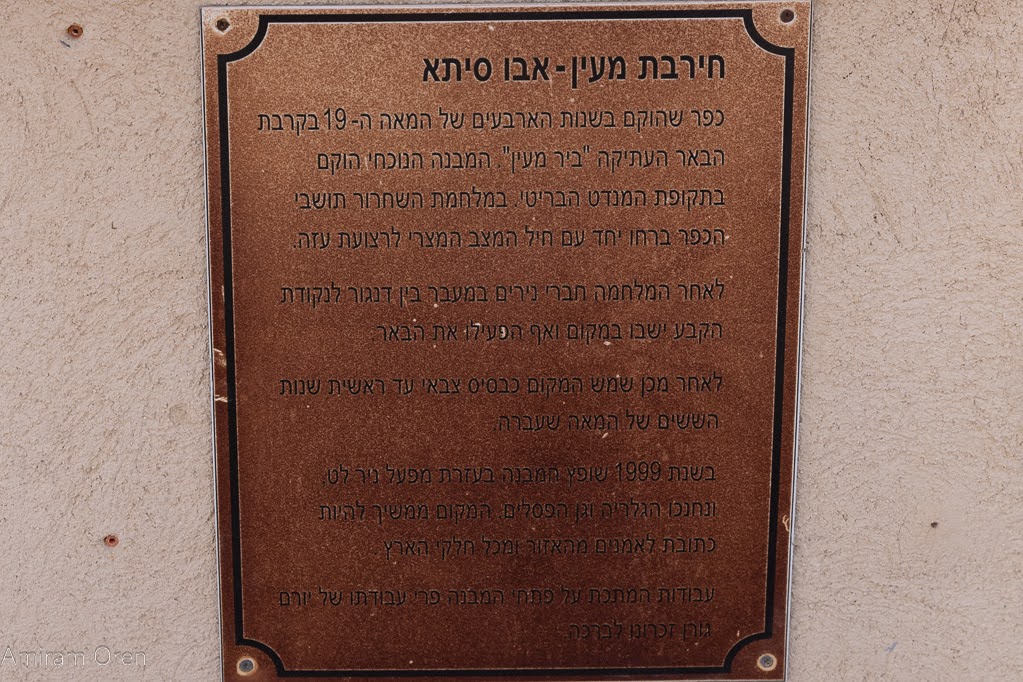 חירבת מעין-אבו סיתא
כפר שהוקם בשנות הארבעים של המאה ה-19 בקרבת
הבאר העתיקה "ביר מעין". המבנה הנוכחי הוקם
בתקופת המנדט הבריטי. במלחמת השחרור תושבי
הכפר ברחו יחד עם חיל המצב המצרי לרצועת עזה.
לאחר המלחמה חברי נירים במעבר בין דנגור לנקודת
הקבע ישבו במקום ואף הפעילו את הבאר.
לאחר מכן שמש המקום כבסיס צבאי עד ראשית שנות
הששים של המאה שעברה.
בשנת 1999 שופץ המבנה בעזרת מפעל ניר לט,
ונחנכו הגלריה וגן הפסלים. המקום ממשיך להיות
כתובת לאמנים מהאזור ומכל חלקי הארץ.
עבודות המתכת על פתחי המבנה פרי עבודתו של יורם
גורן זכרונו לברכה.
Amiram Oren